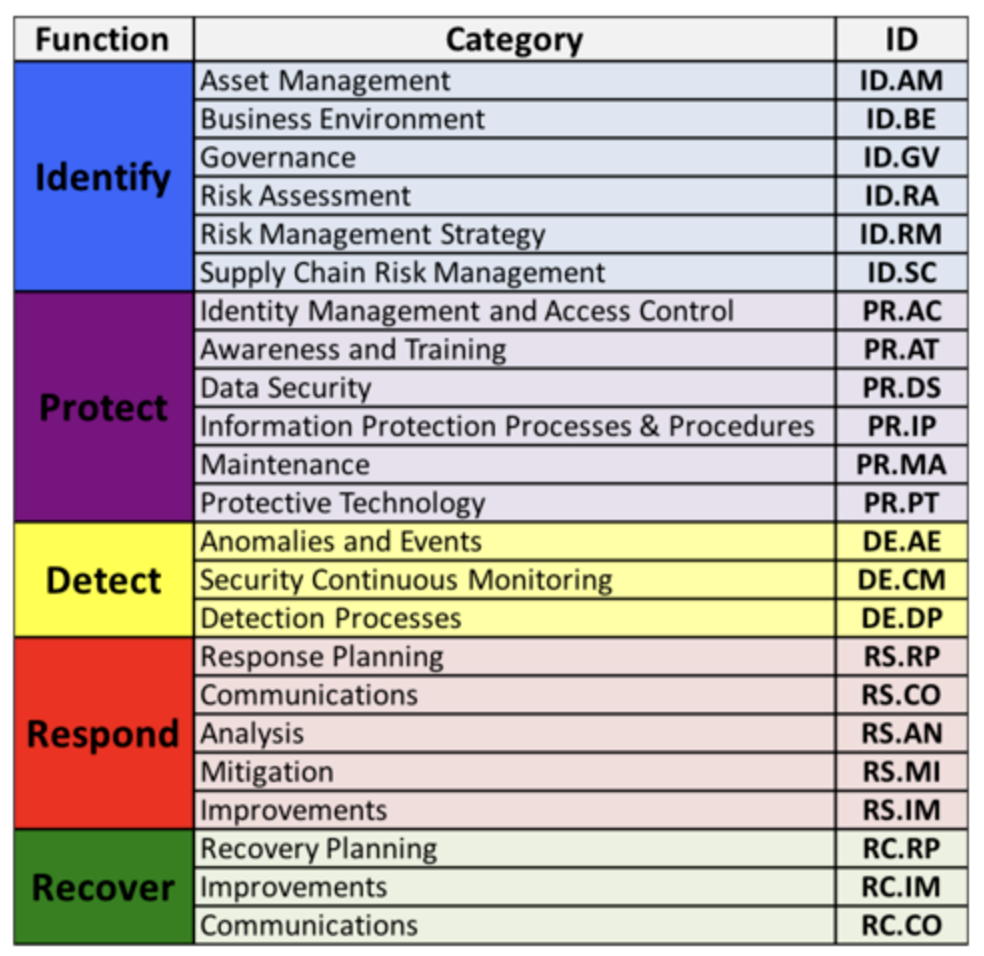 Function Category ID
Identify
Asset Management ID.AM
Business Environment ID.BE
Governance ID.GV
Risk Assessment ID.RA
Risk Management Strategy ID.RM
Supply Chain Risk Management ID.SC
Protect
Identity Management and Access Control PR.AC
Awareness and Training PR.AT
Data Security PR.DS
Information Protection Processes & Procedures PR.IP
Maintenance PR.MA
Protective Technology PR.PT
Detect
Anomalies and Events DE.AE
Security Continuous Monitoring DE.CM
Detection Processes DE.DP
Respond
Response Planning RS.RP
Communications RS.CO
Analysis RS.AN
Mitigation RS.MI
Improvements RS.IM
Recover
Recovery Planning RC.RP
Improvements RC.IM
Communications RC.CO